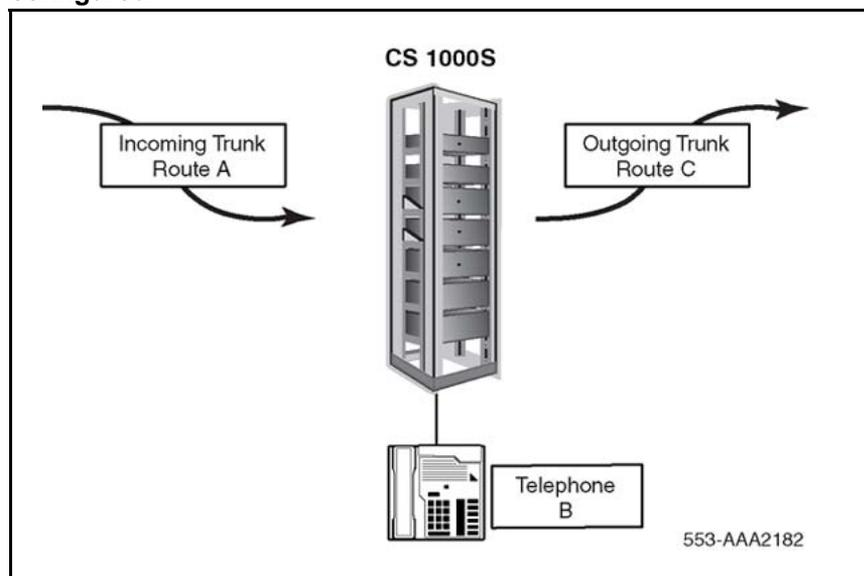 CS 1000S
Incoming Trunk
Route A
Outgoing Trunk
Route C
Telephone
B
553-AAA2182